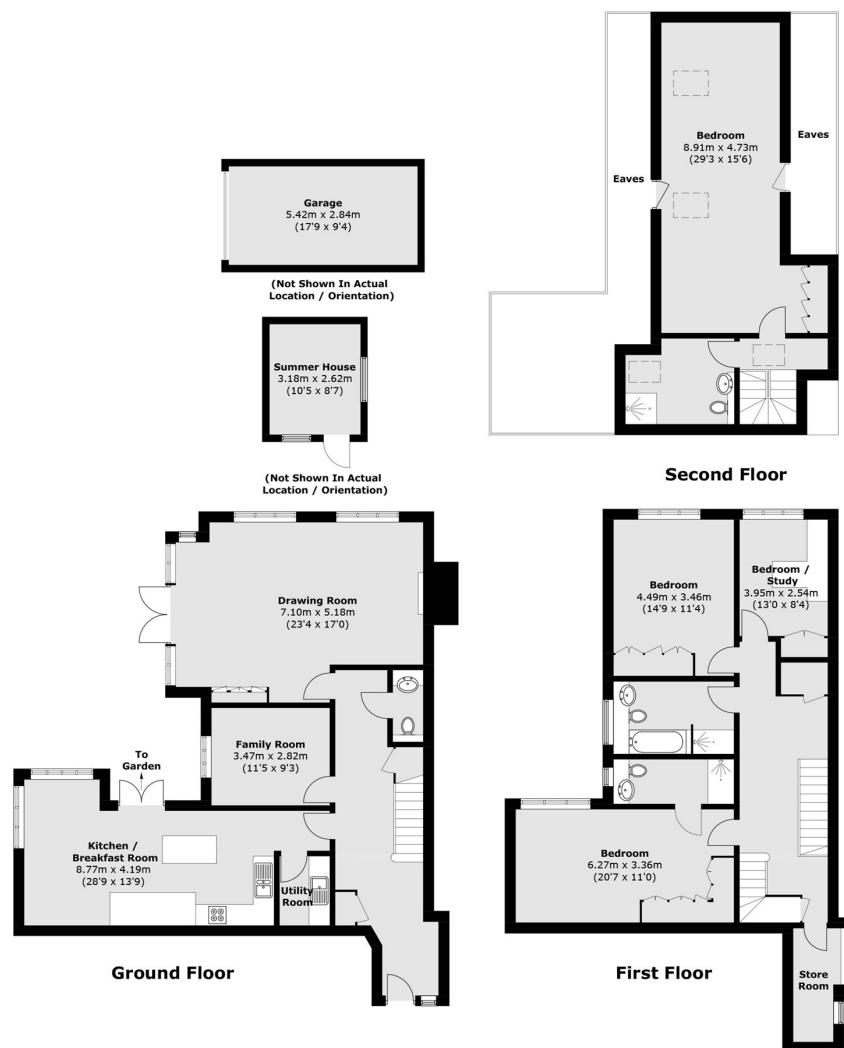 Bedroom
8.91m x 4.73m
(29'3 x 15'6)
Eaves
Eaves
Garage
5.42m x 2.84m
(17'9 x 9'4)
(Not Shown In Actual
Location / Orientation)
Summer House
3.18m x 2.62m
(10'5 x 8'7)
(Not Shown In Actual
Location / Orientation)
Second Floor
Drawing Room
7.10m x 5.18m
(23'4 x 17'0)
Family Room
3.47m x 2.82m
(11'5 x 9'3)
To
Garden
Kitchen /
Breakfast Room
8.77m x 4.19m
(28'9 x 13'9)
Utility
Room
Ground Floor
Bedroom
4.49m x 3.46m
(14'9 x 11'4)
Bedroom /
Study
3.95m x 2.54m
(13'0 x 8'4)
Bedroom
6.27m x 3.36m
(20'7 x 11'0)
Store
Room
First Floor